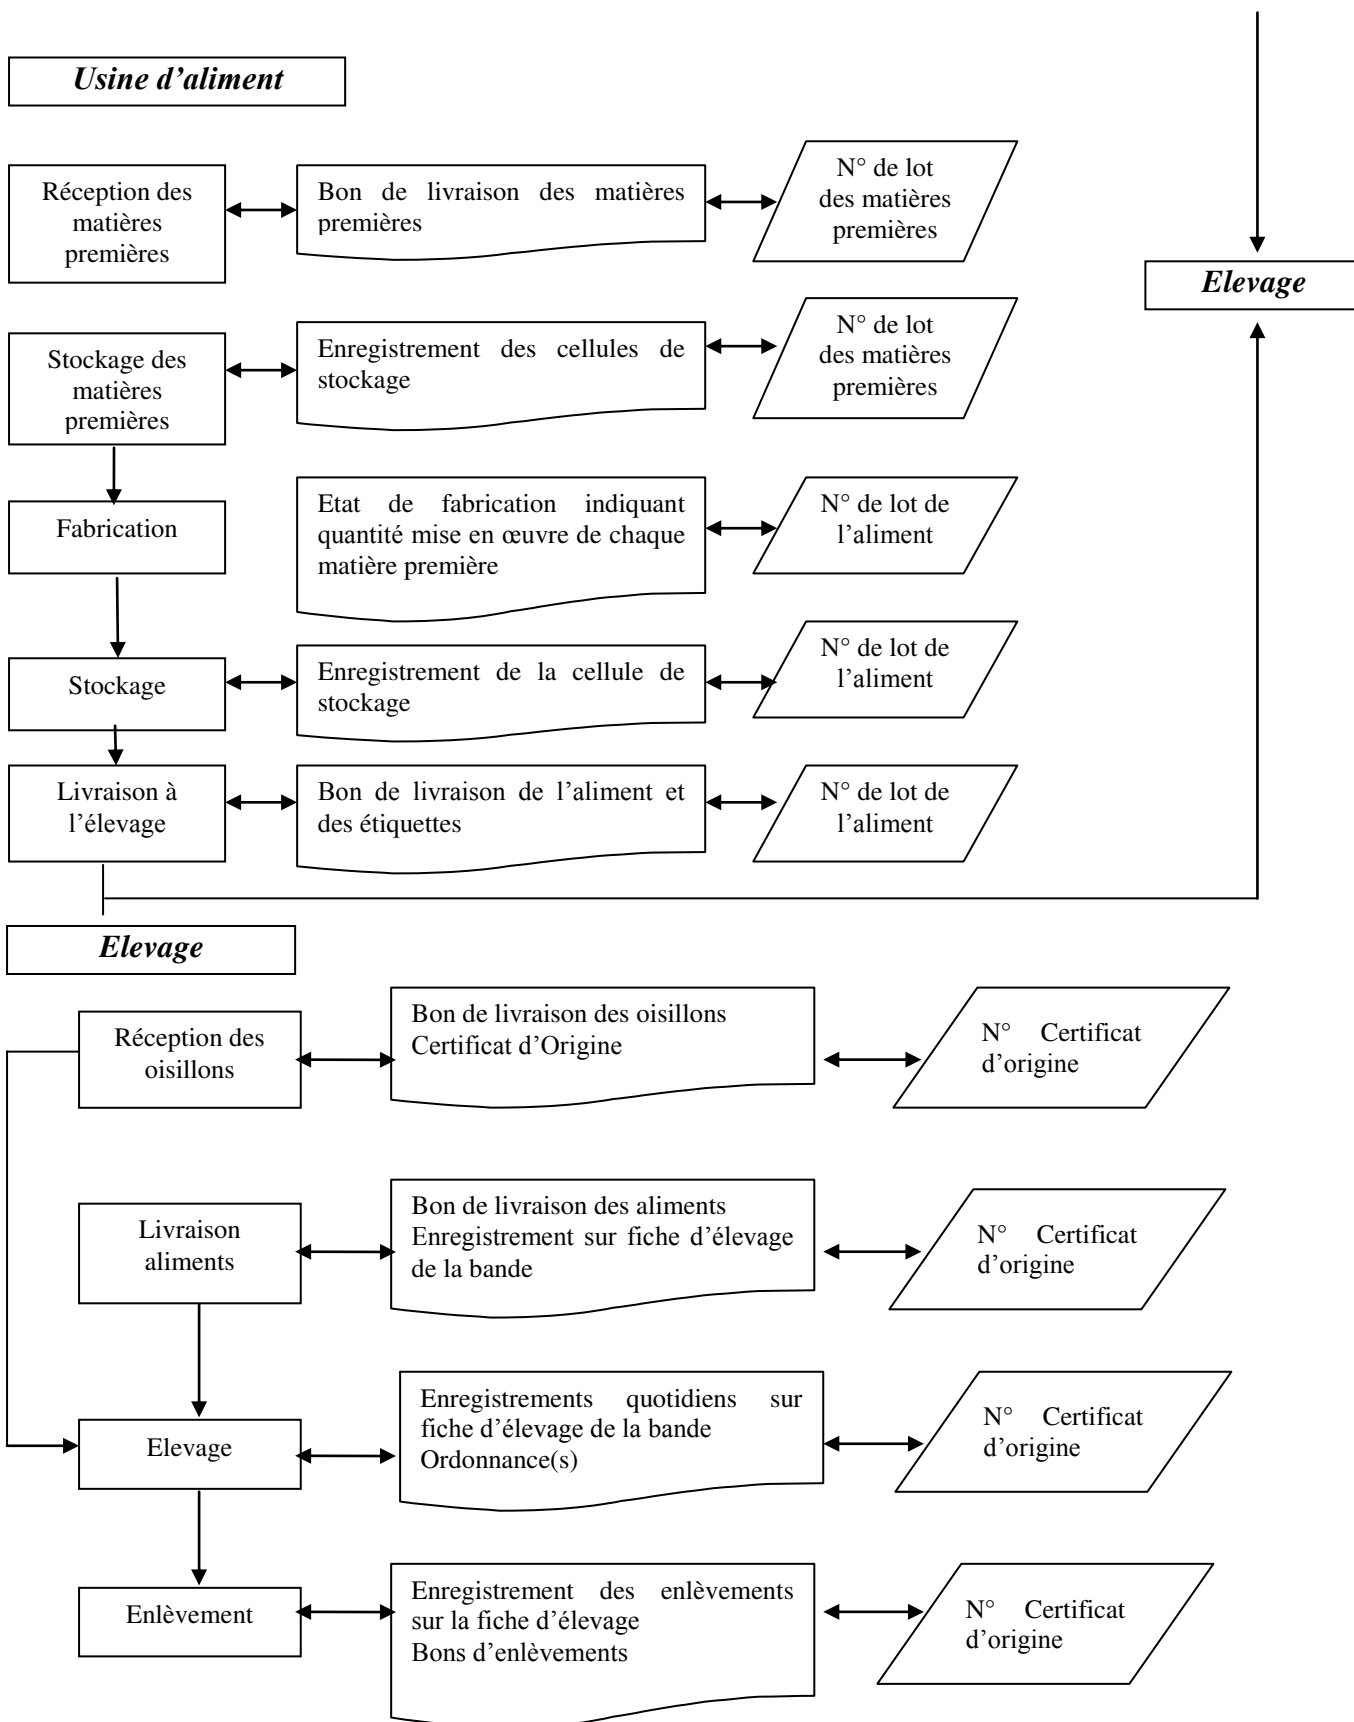 Usine d'aliment
Réception des
matières
premières
Bon de livraison des matières
premières
N° de lot
des matières
premières
Elevage
Stockage des
matières
premières
Enregistrement des cellules de
stockage
N° de lot
des matières
premières
Fabrication
Etat de fabrication indiquant
quantité mise en œuvre de chaque
matière première
N° de lot de
l'aliment
Stockage
Enregistrement de la cellule de
stockage
N° de lot de
l'aliment
Livraison à
l'élevage
Bon de livraison de l'aliment et
des étiquettes
N° de lot de
l'aliment
Elevage
Réception des
oisillons
Bon de livraison des oisillons
Certificat d'Origine
N° Certificat
d'origine
Livraison
aliments
Bon de livraison des aliments
Enregistrement sur fiche d'élevage
de la bande
N° Certificat
d'origine
Elevage
Enregistrements quotidiens sur
fiche d'élevage de la bande
Ordonnance(s)
N° Certificat
d'origine
Enlèvement
Enregistrement des enlèvements
sur la fiche d'élevage
Bons d'enlèvements
N° Certificat
d'origine